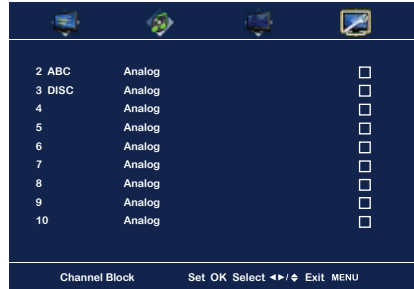 2 ABC Analog
3 DISC Analog
4 Analog
5 Analog
6 Analog
7 Analog
8 Analog
9 Analog
10 Analog
Channel Block Set OK Select ◄►/♦ Exit MENU